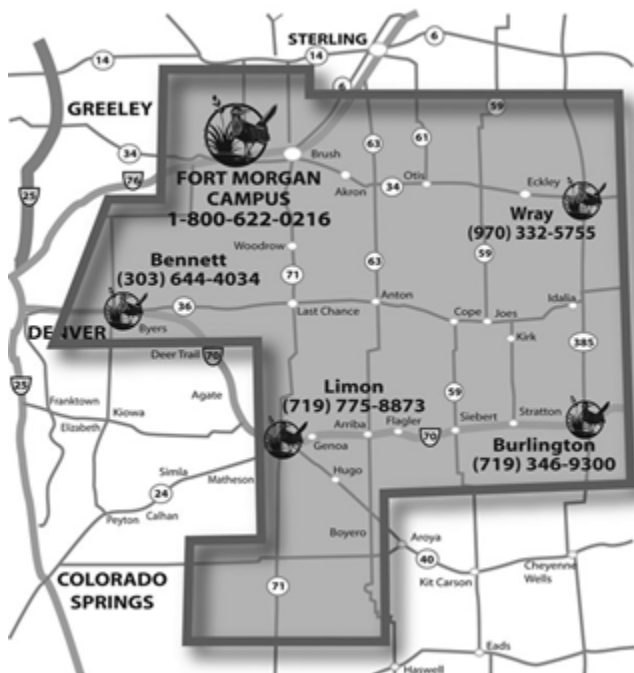 STERLING
6
14
14
6
GREELEY
59
63
61
34
Brush
76
FORT MORGAN
CAMPUS
1-800-622-0216
Akron
34
Otis
Eckley
25
Wray
(970) 332-5755
Bennett
(303) 644-4034
Woodrow
71
63
59
36
Last Chance
Anton
Idalia
Cope
Joes
DENVER
Byers
Kirk
385
Deer Trail
70
25
Limon
(719) 775-8873
59
Agate
Franktown
Kiowa
Elizabeth
Arriba
Flagler
Siebert
Stratton
Genoa
70
Burlington
(719) 346-9300
Simila
Matheson
Hugo
24
Peyton
Calhan
Boyero
Aroya
40
Cheyenne
Wells
Kit Carson
COLORADO
SPRINGS
71
Eads
Haswell